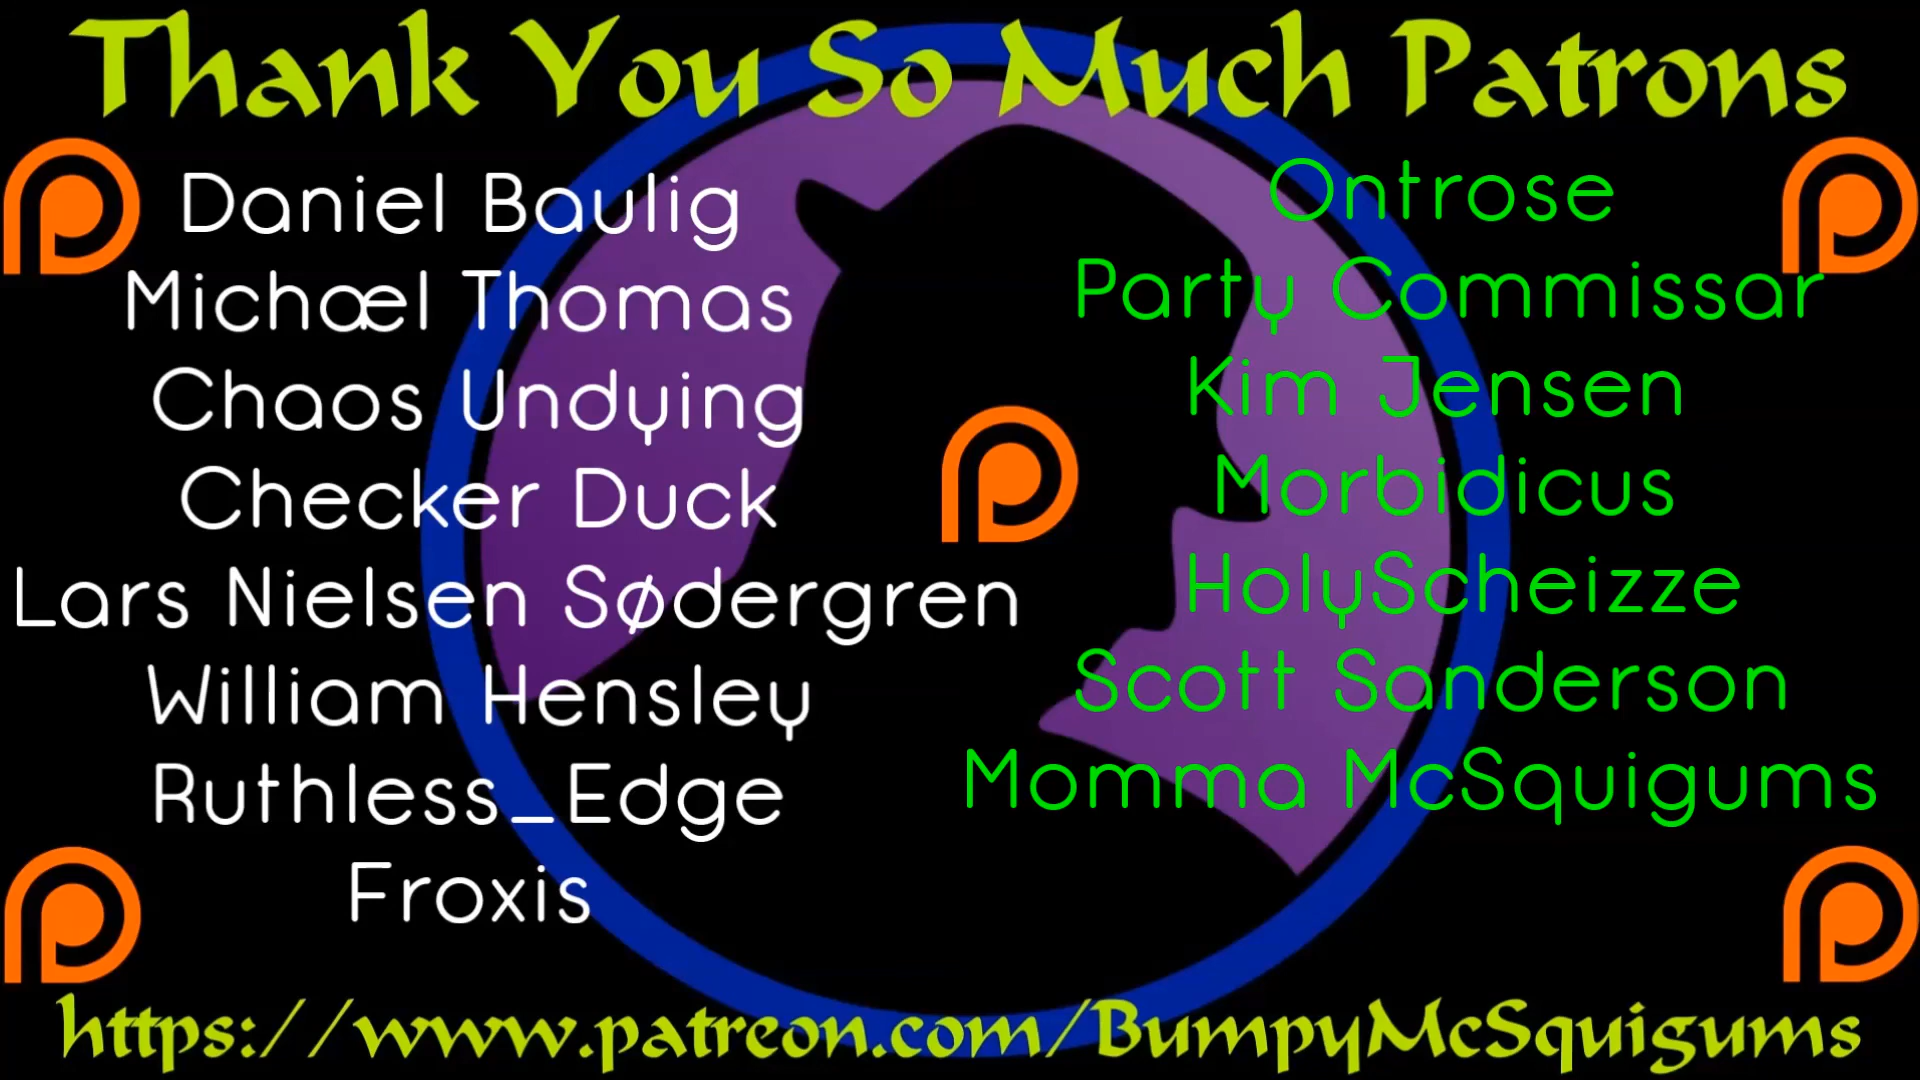 Thank You So Much Patrons
Daniel Baulig
Michæl Thomas
Chaos Undying
Checker Duck
Lars Nielsen Sødergren
William Hensley
Ruthless_Edge
Froxis
Ontrose
Party Commissar
Kim Jensen
Morbidicus
HolyScheizze
Scott Sanderson
Momma McSquigums
https://www.patreon.com/BumpyMcSquigums